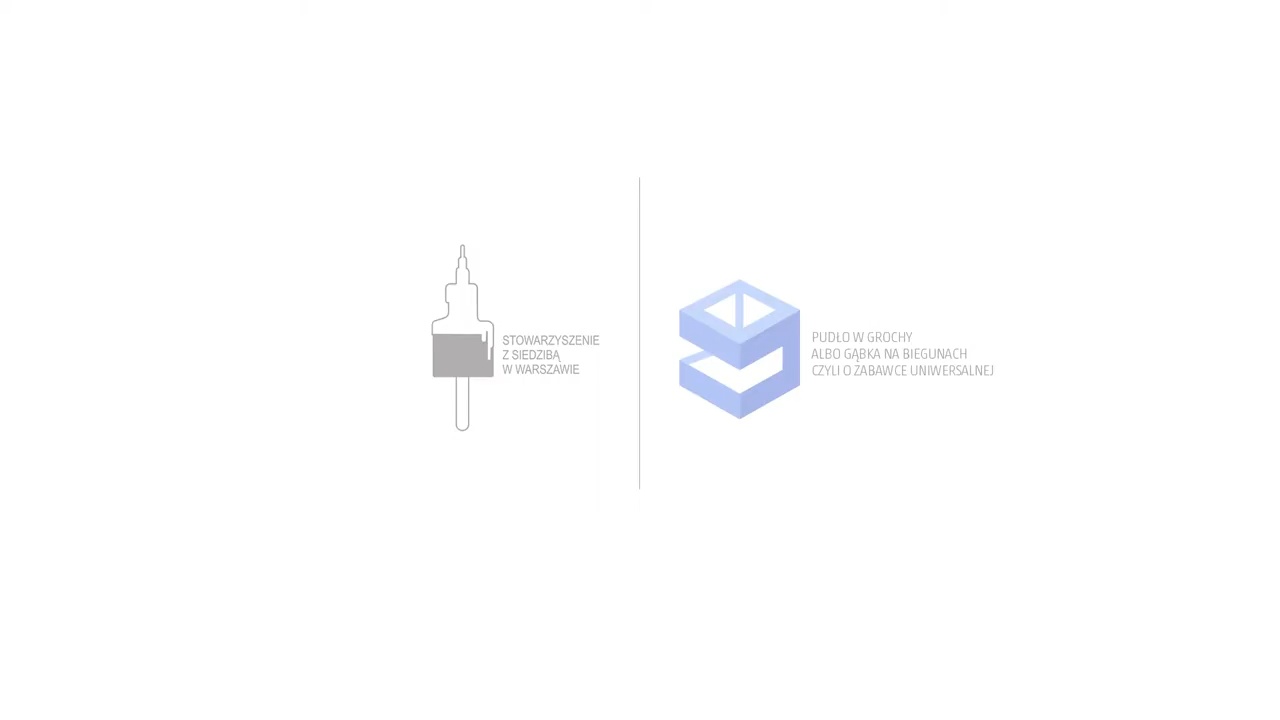 STOWARZYSZENIE
Z SIEDZIBĄ
W WARSZAWIE
PUDŁO W GROCHY
ALBO GĄBKA NA BIEGUNACH
CZYLI O ZABAWCE UNIWERSALNEJ